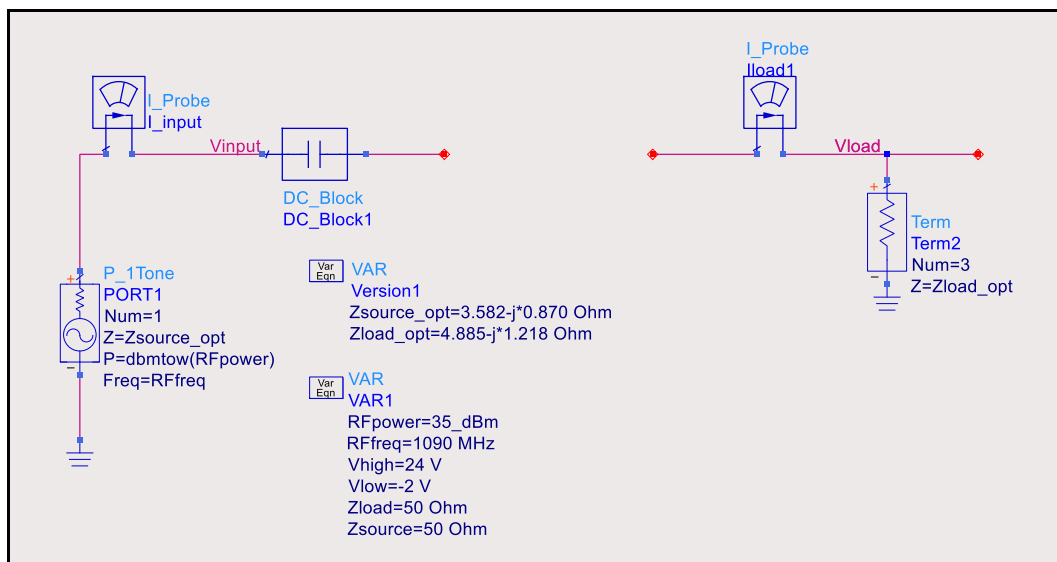 I_Probe
I_input
Vinput
DC_Block
DC_Block1
I_Probe
Iload1
Vload
+
Term
Term2
Num=3
Z=Zload_opt
-
+
P_1Tone
PORT1
Num=1
Z=Zsource_opt
P=dbmtow(RFpower)
Freq=RFfreq
-
Var
Eqn
VAR
Version1
Zsource_opt=3.582-j*0.870 Ohm
Zload_opt=4.885-j*1.218 Ohm
Var
Eqn
VAR
VAR1
RFpower=35_dBm
RFfreq=1090 MHz
Vhigh=24 V
Vlow=-2 V
Zload=50 Ohm
Zsource=50 Ohm